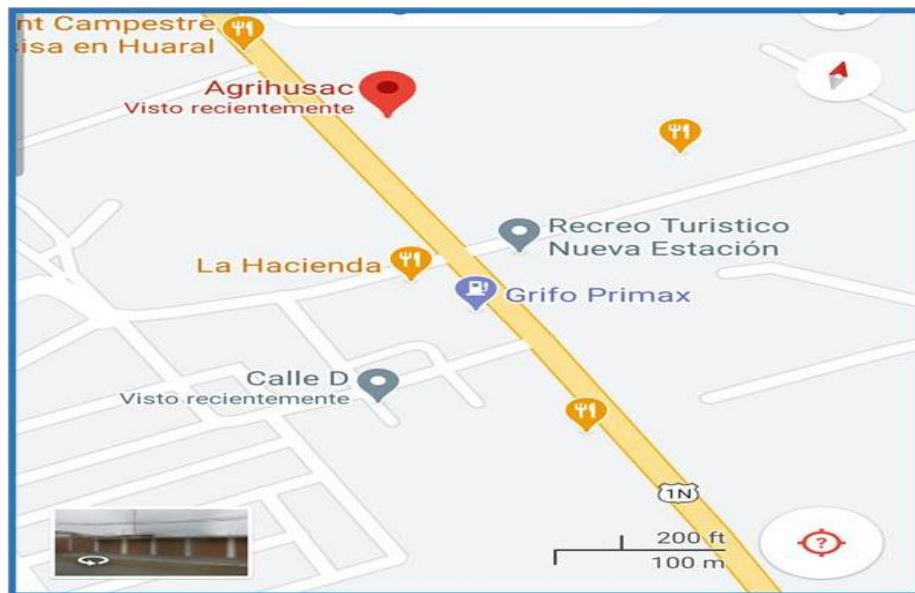 nt Campestre
isa en Huaral
Agrihusac
Visto recientemente
Recreo Turistico
Nueva Estación
La Hacienda
Grifo Primax
Calle D
Visto recientemente
1N
200 ft
100 m
?